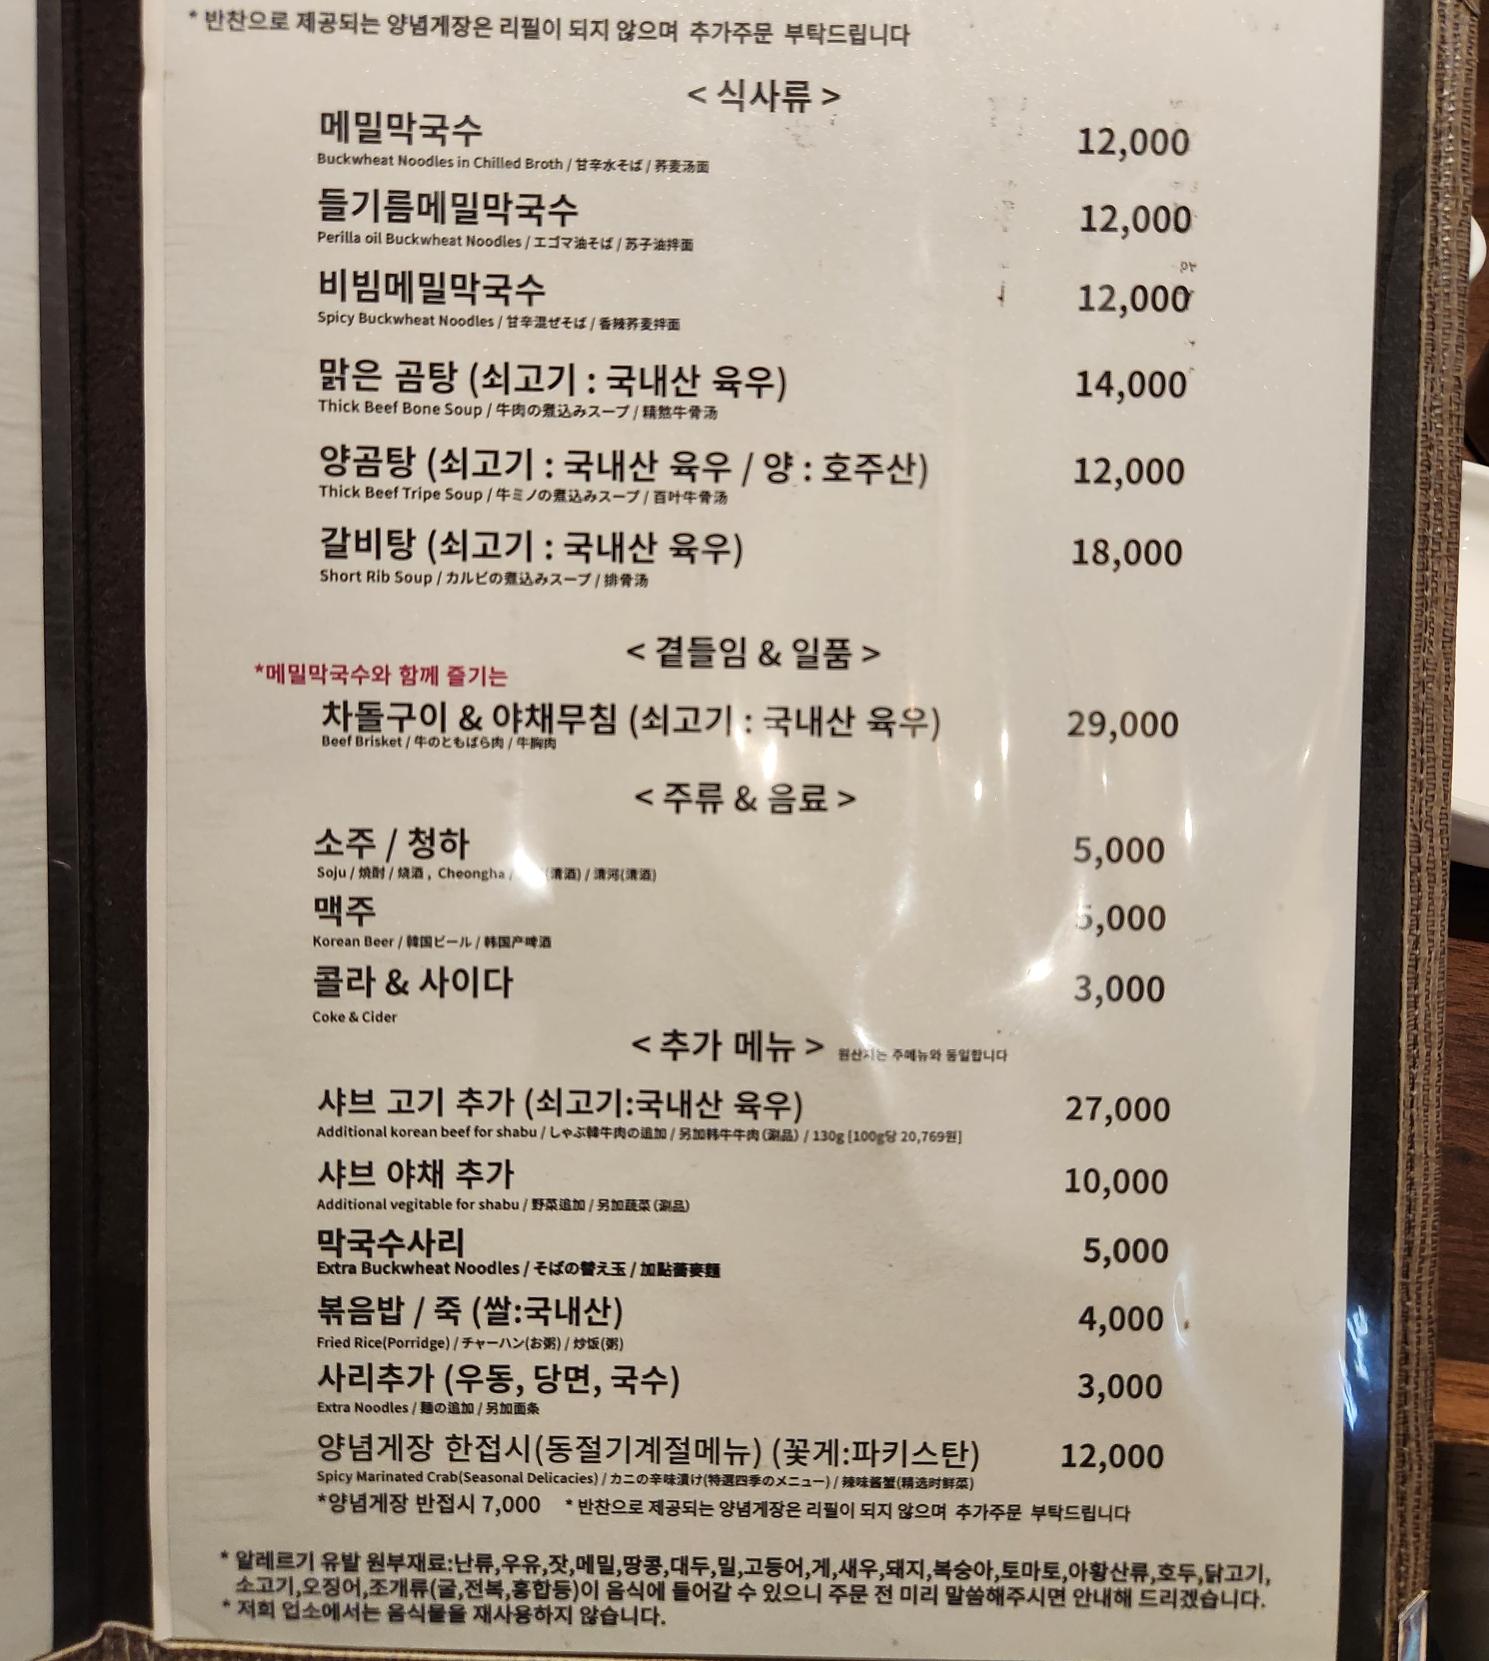 * 반찬으로 제공되는 양념게장은 리필이 되지 않으며 추가주문 부탁드립니다
< 식사류 >
메밀막국수 12,000
Buckwheat Noodles in Chilled Broth / 甘辛水そば / 荞麦汤面
들기름메밀막국수 12,000
Perilla oil Buckwheat Noodles / エゴマ油そば / 苏子油拌面
비빔메밀막국수 12,000
Spicy Buckwheat Noodles / 甘辛混ぜそば / 香辣荞麦拌面
맑은 곰탕 (쇠고기 : 국내산 육우) 14,000
Thick Beef Bone Soup / 牛肉の煮込みスープ / 精熬牛骨汤
양곰탕 (쇠고기 : 국내산 육우 / 양 : 호주산) 12,000
Thick Beef Tripe Soup / 牛ミノの煮込みスープ / 百叶牛骨汤
갈비탕 (쇠고기 : 국내산 육우) 18,000
Short Rib Soup / カルビの煮込みスープ / 排骨汤
< 곁들임 & 일품 >
*메밀막국수와 함께 즐기는
차돌구이 & 야채무침 (쇠고기 : 국내산 육우) 29,000
Beef Brisket / 牛のともばら肉 / 牛胸肉
< 주류 & 음료 >
소주 / 청하 5,000
Soju / 焼酎 / 烧酒 , Cheongha / (清酒) / 清河(清酒)
맥주 5,000
Korean Beer / 韓国ビール / 韩国产啤酒
콜라 & 사이다 3,000
Coke & Cider
< 추가 메뉴 > 원산지는 주메뉴와 동일합니다
샤브 고기 추가 (쇠고기:국내산 육우) 27,000
Additional korean beef for shabu / しゃぶ韓牛肉の追加 / 另加韩牛牛肉 (涮品) / 130g [100g당 20,769원]
샤브 야채 추가 10,000
Additional vegitable for shabu / 野菜追加 / 另加蔬菜 (涮品)
막국수사리 5,000
Extra Buckwheat Noodles / そばの替え玉 / 加點蕎麥麵
볶음밥 / 죽 (쌀:국내산) 4,000
Fried Rice(Porridge) / チャーハン(お粥) / 炒饭(粥)
사리추가 (우동, 당면, 국수) 3,000
Extra Noodles / 麺の追加 / 另加面条
양념게장 한접시(동절기계절메뉴) (꽃게:파키스탄) 12,000
Spicy Marinated Crab(Seasonal Delicacies) / カニの辛味漬け(特選四季のメニュー) / 辣味酱蟹(精选时鲜菜)
*양념게장 반접시 7,000 * 반찬으로 제공되는 양념게장은 리필이 되지 않으며 추가주문 부탁드립니다
* 알레르기 유발 원부재료:난류,우유,잣,메밀,땅콩,대두,밀,고등어,게,새우,돼지,복숭아,토마토,아황산류,호두,닭고기,
소고기,오징어,조개류(굴,전복,홍합등)이 음식에 들어갈 수 있으니 주문 전 미리 말씀해주시면 안내해 드리겠습니다.
* 저희 업소에서는 음식물을 재사용하지 않습니다.